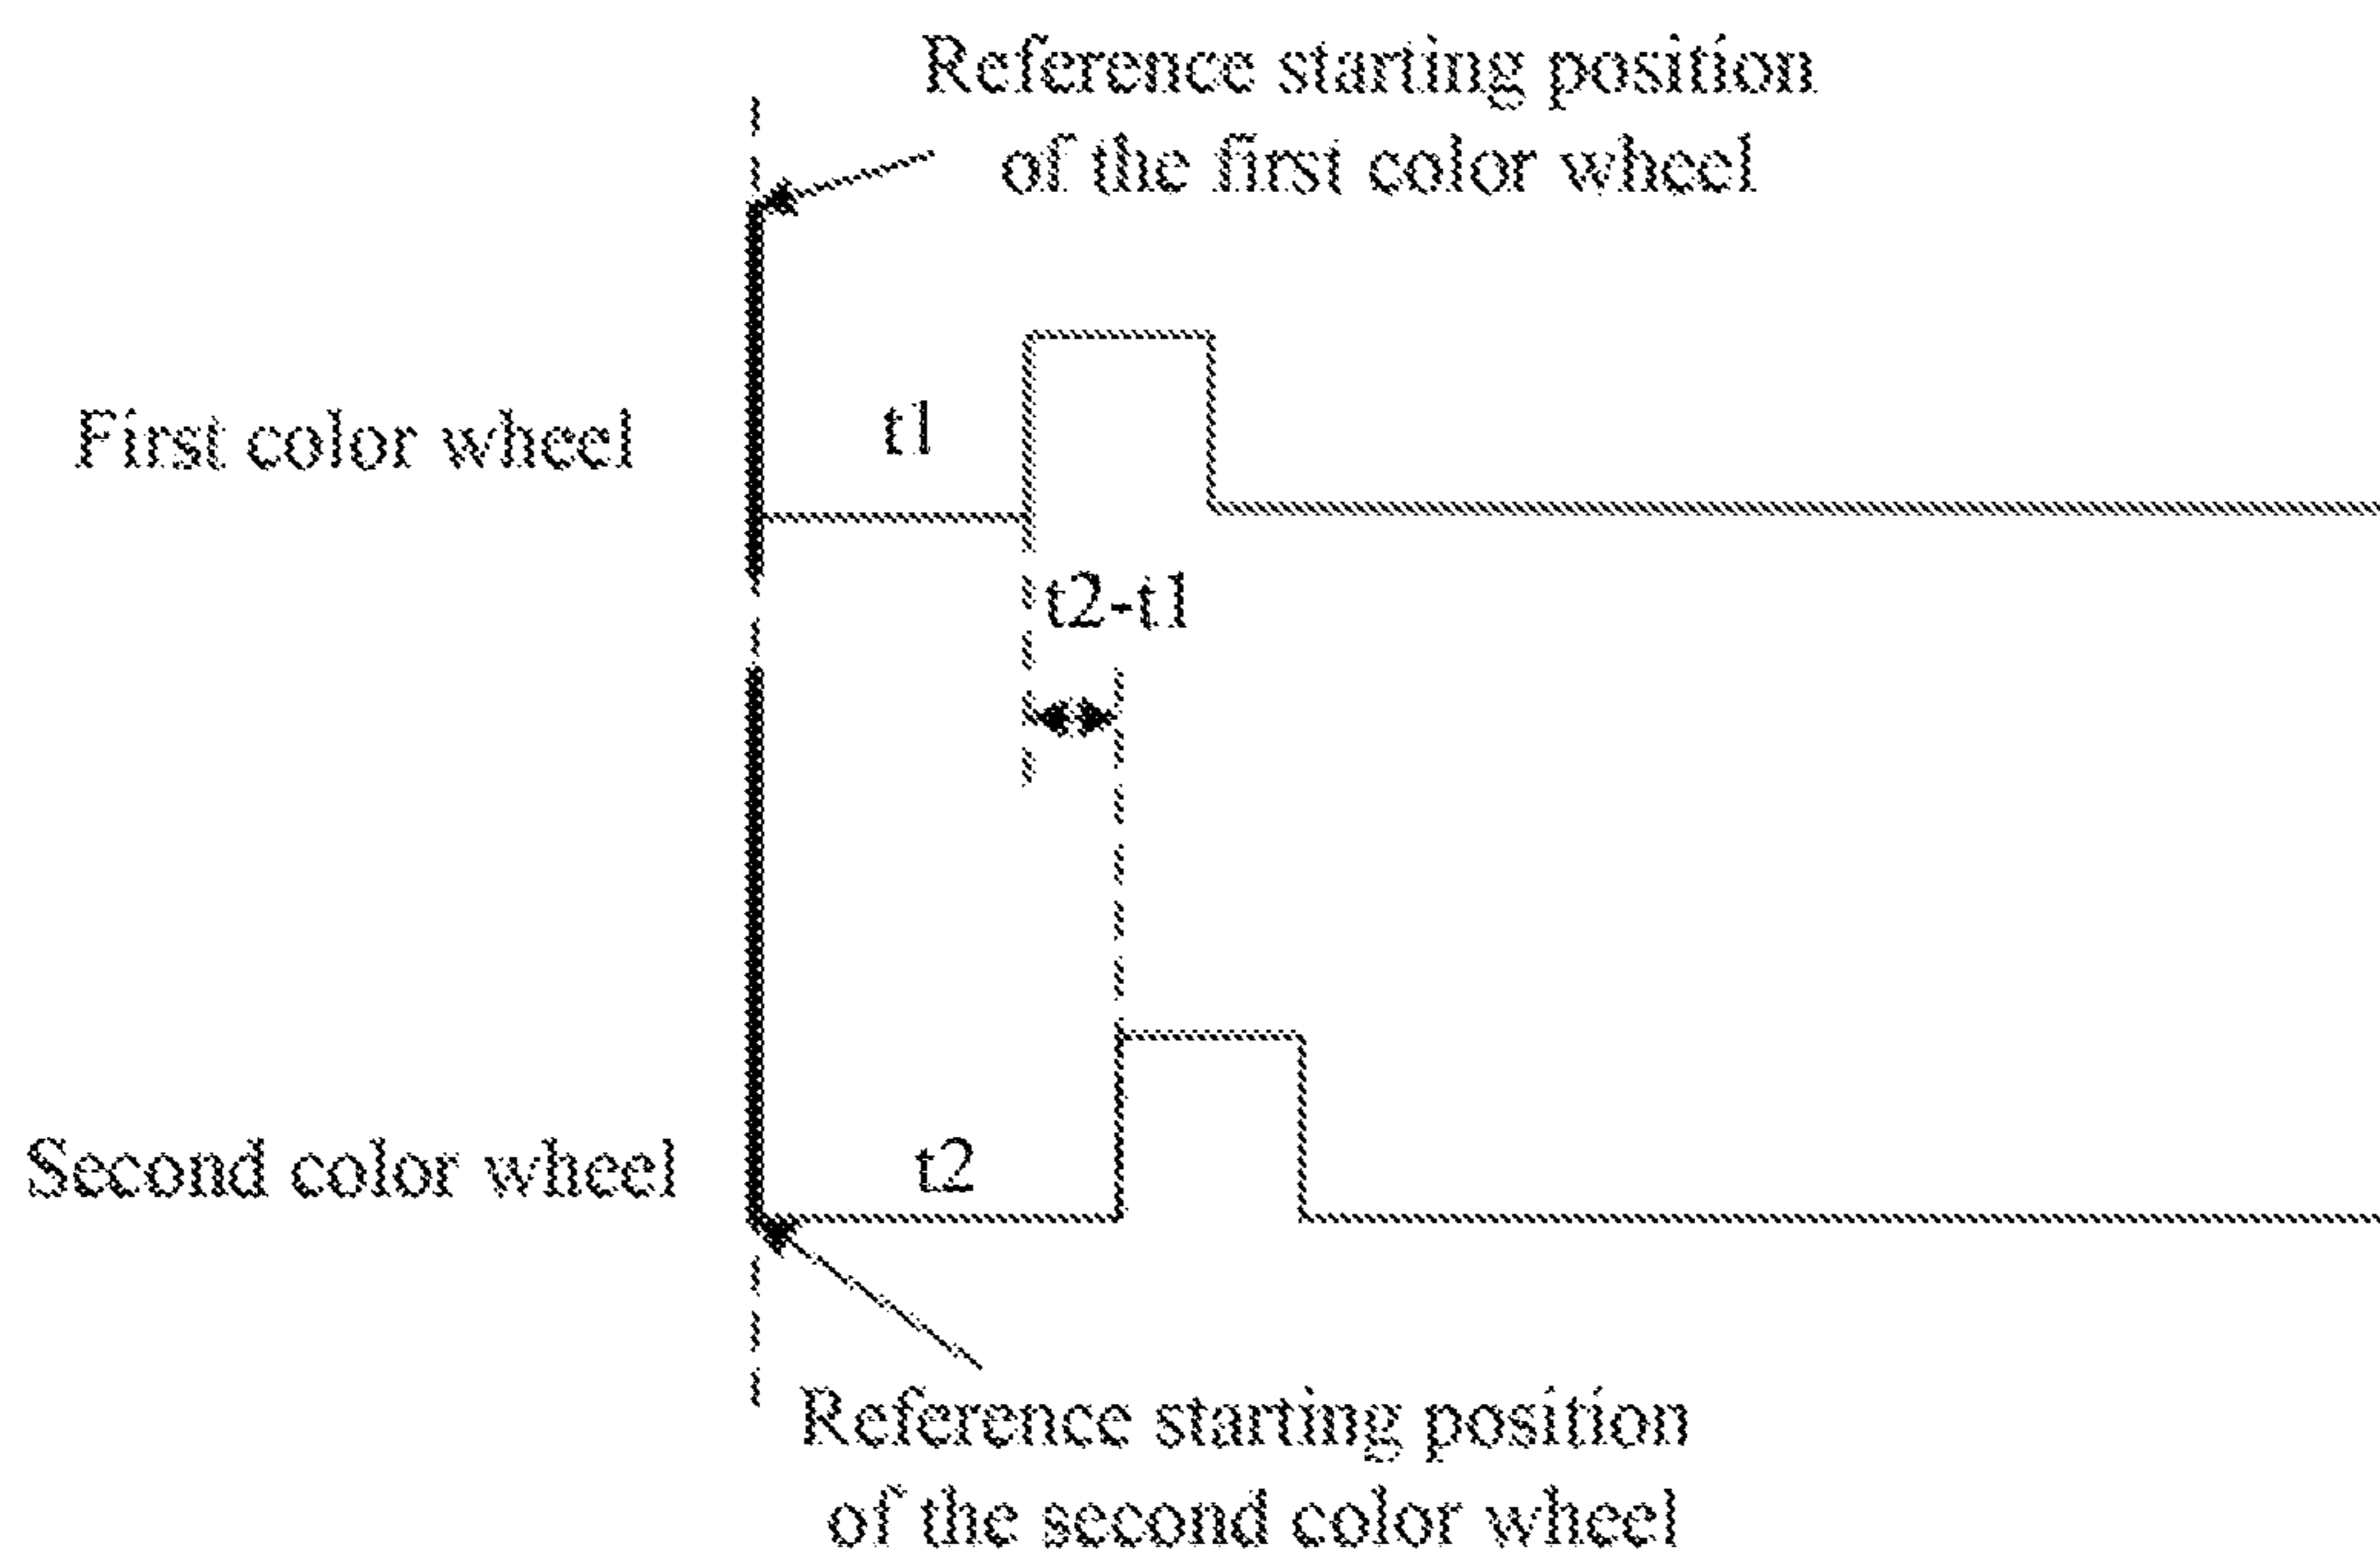 Reference starting position
of the first color wheel
First color wheel
t1
t2-t1
Second color wheel
t2
Reference starting position
of the second color wheel